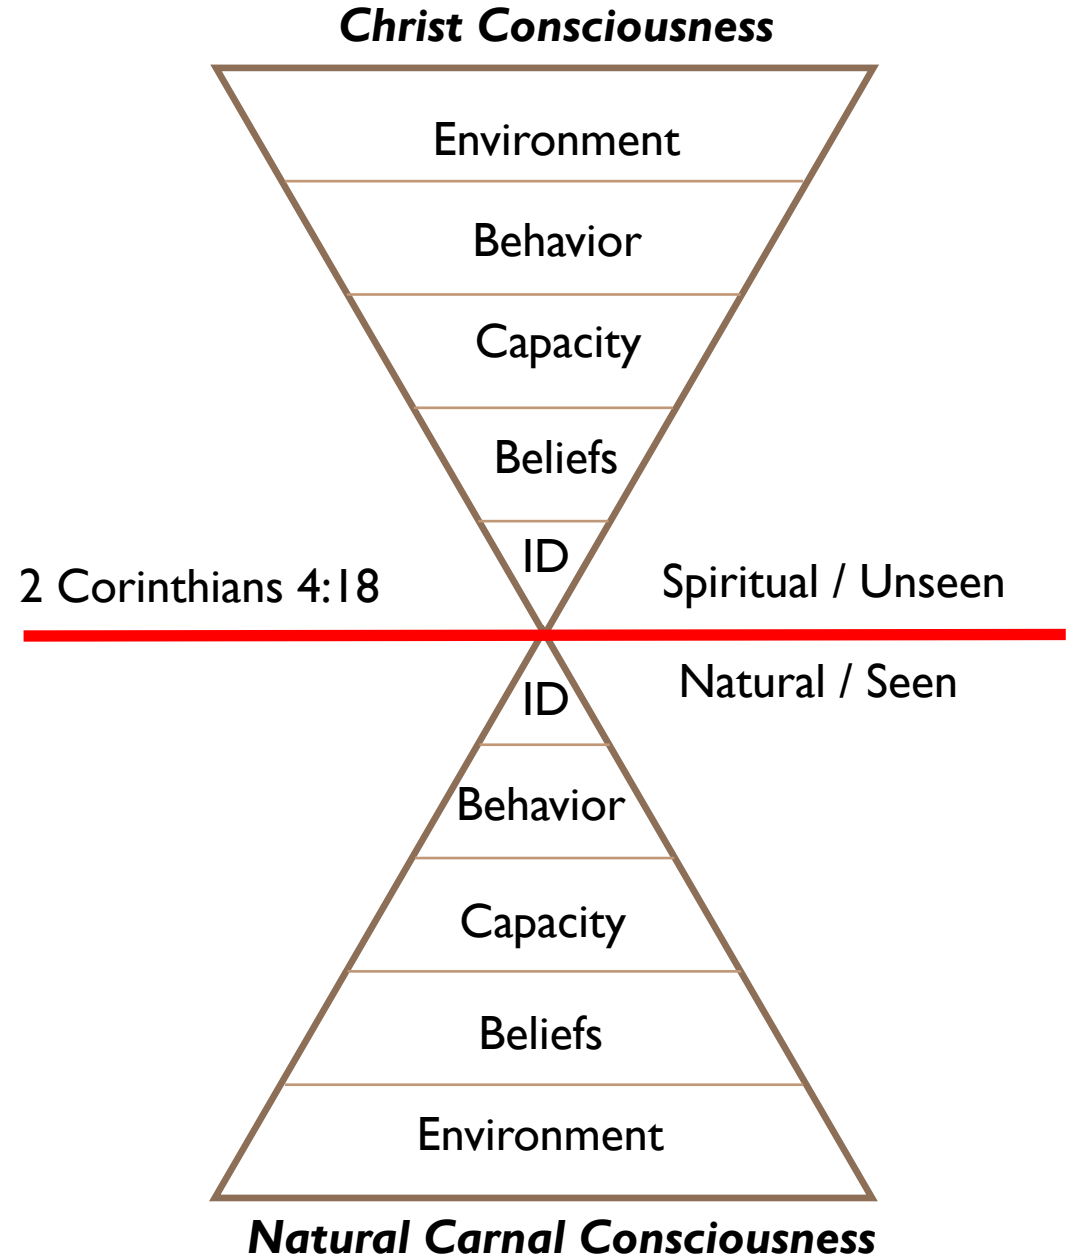 Christ Consciousness
Environment
Behavior
Capacity
Beliefs
ID
2 Corinthians 4:18
Spiritual / Unseen
Natural / Seen
ID
Behavior
Capacity
Beliefs
Environment
Natural Carnal Consciousness